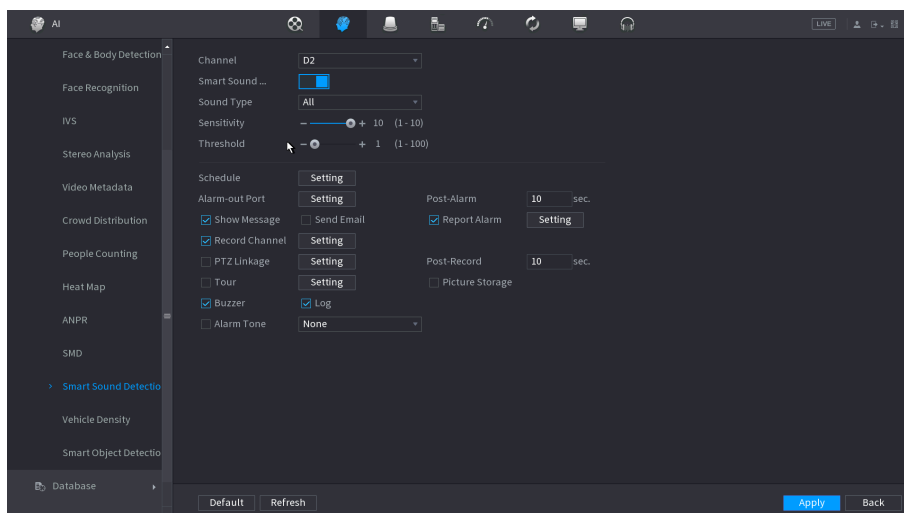 AI
LIVE
Face & Body Detection
Face Recognition
IVS
Stereo Analysis
Video Metadata
Crowd Distribution
People Counting
Heat Map
ANPR
SMD
> Smart Sound Detectio
Vehicle Density
Smart Object Detectio
Database
Channel D2
Smart Sound ...
Sound Type All
Sensitivity − + 10 (1 - 10)
Threshold − + 1 (1 - 100)
Schedule Setting
Alarm-out Port Setting Post-Alarm 10 sec.
Show Message Send Email Report Alarm Setting
Record Channel Setting
PTZ Linkage Setting Post-Record 10 sec.
Tour Setting Picture Storage
Buzzer Log
Alarm Tone None
Default Refresh Apply Back